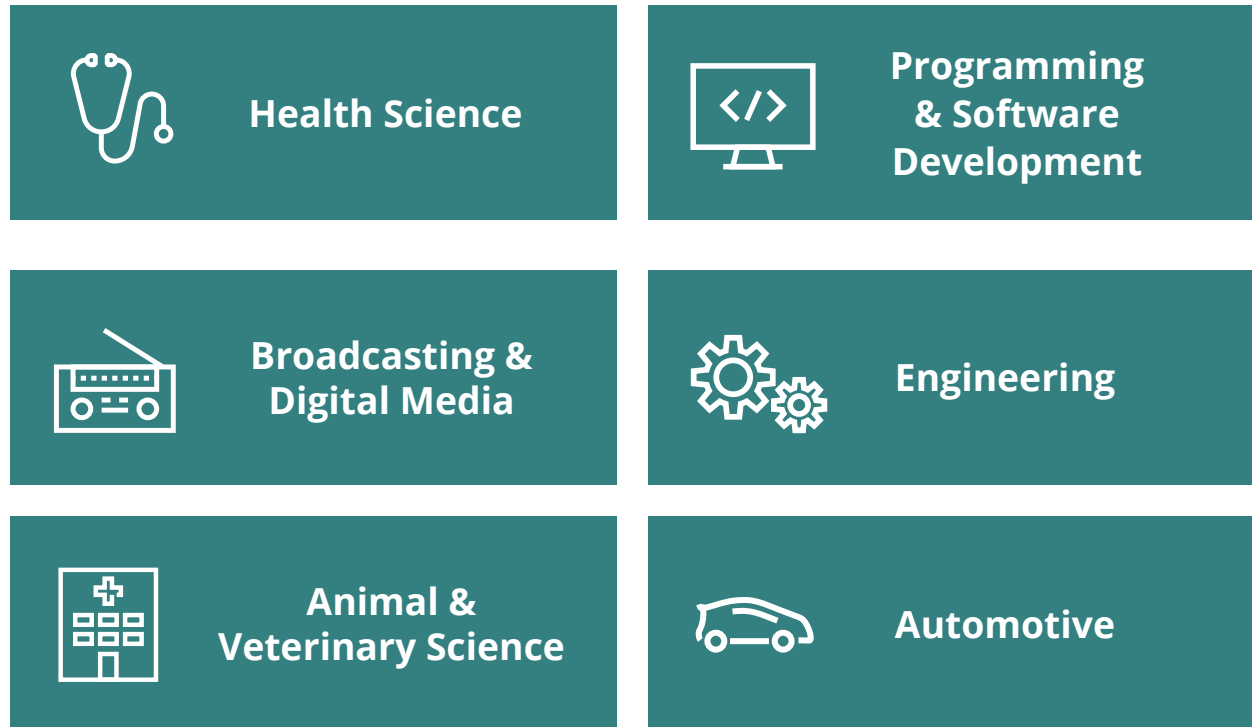 Health Science
Programming
& Software
Development
Broadcasting &
Digital Media
Engineering
Animal &
Veterinary Science
Automotive